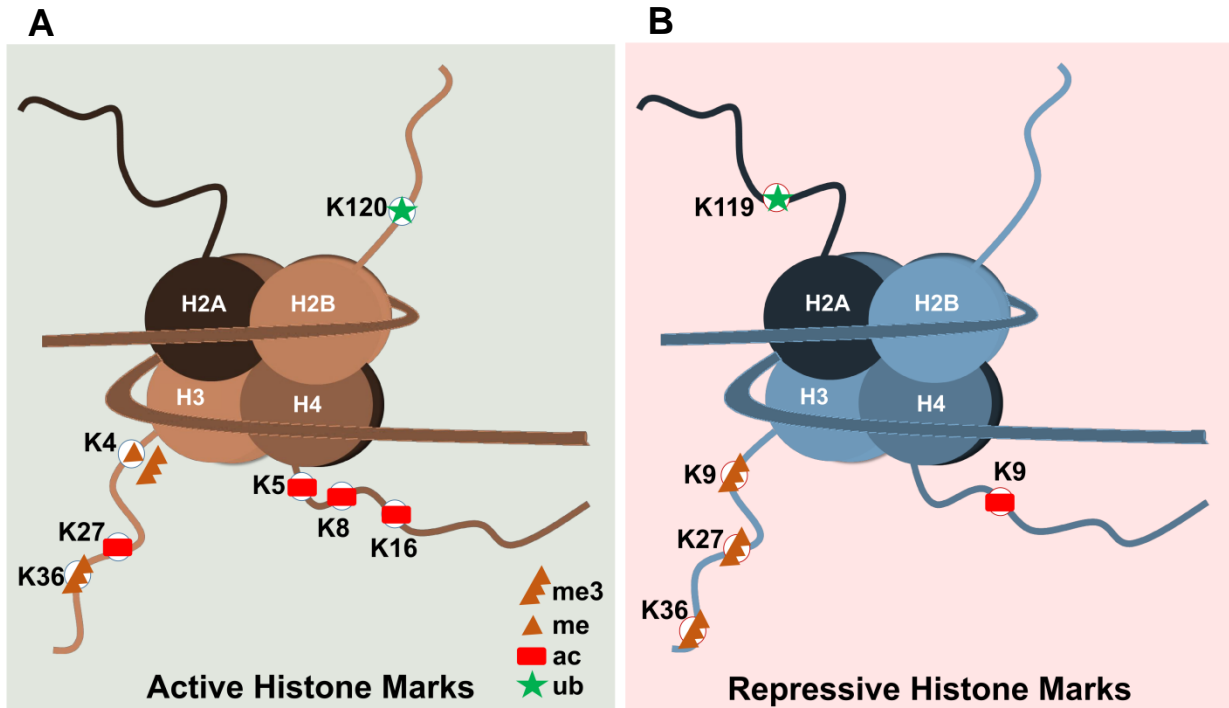 A
K120
H2A
H2B
H3
H4
K4
K5
K8
K16
K27
K36
me3
me
ac
ub
Active Histone Marks
B
K119
H2A
H2B
H3
H4
K9
K9
K27
K36
Repressive Histone Marks